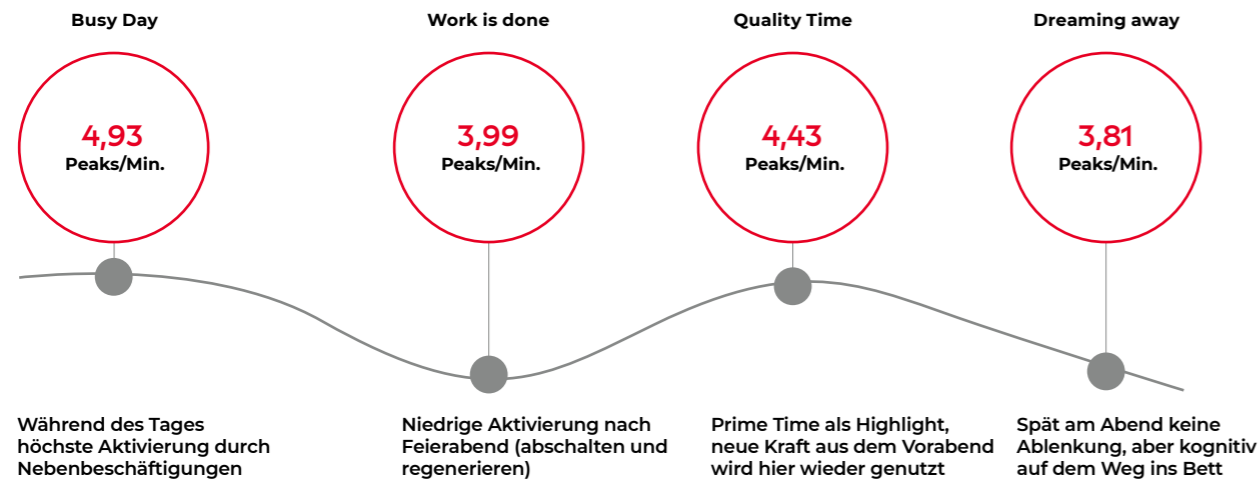 Busy Day
4,93
Peaks/Min.
Während des Tages
höchste Aktivierung durch
Nebenbeschäftigungen
Work is done
3,99
Peaks/Min.
Niedrige Aktivierung nach
Feierabend (abschalten und
regenerieren)
Quality Time
4,43
Peaks/Min.
Prime Time als Highlight,
neue Kraft aus dem Vorabend
wird hier wieder genutzt
Dreaming away
3,81
Peaks/Min.
Spät am Abend keine
Ablenkung, aber kognitiv
auf dem Weg ins Bett